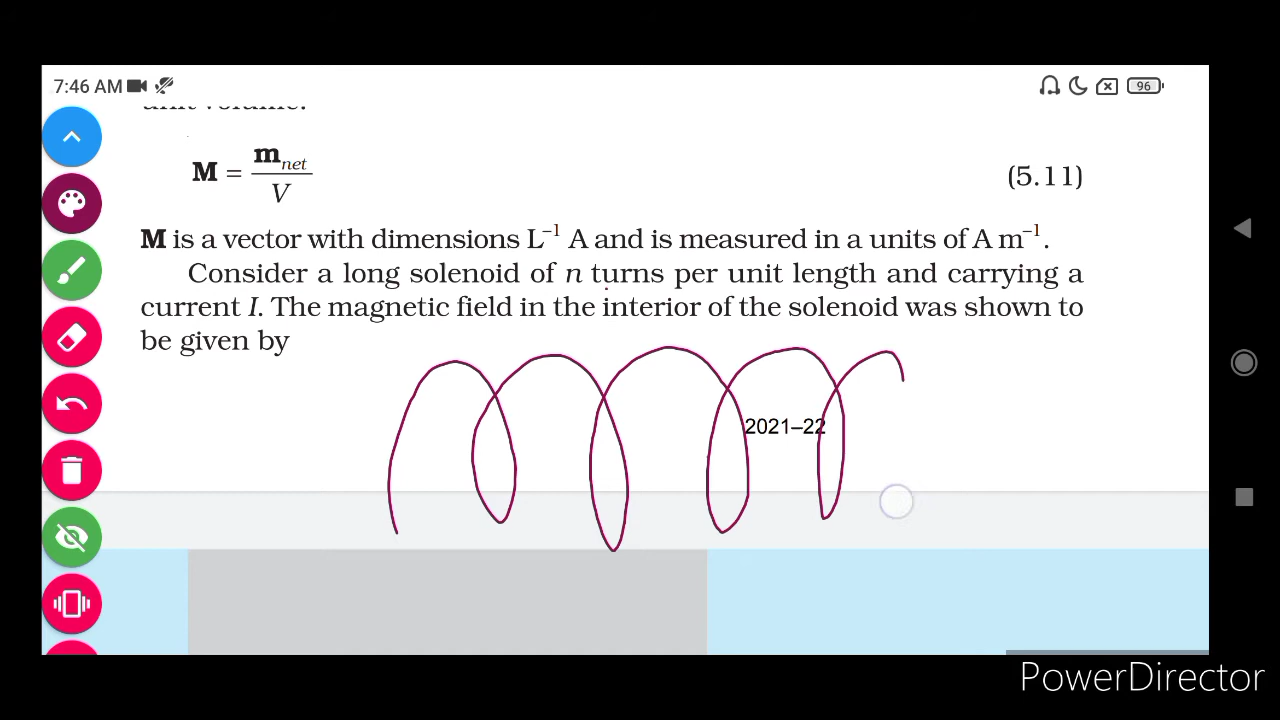 7:46 AM
96
unit volume.
M = m_net / V (5.11)
M is a vector with dimensions L⁻¹ A and is measured in a units of A m⁻¹.
Consider a long solenoid of n turns per unit length and carrying a
current I. The magnetic field in the interior of the solenoid was shown to
be given by
2021–22
PowerDirector